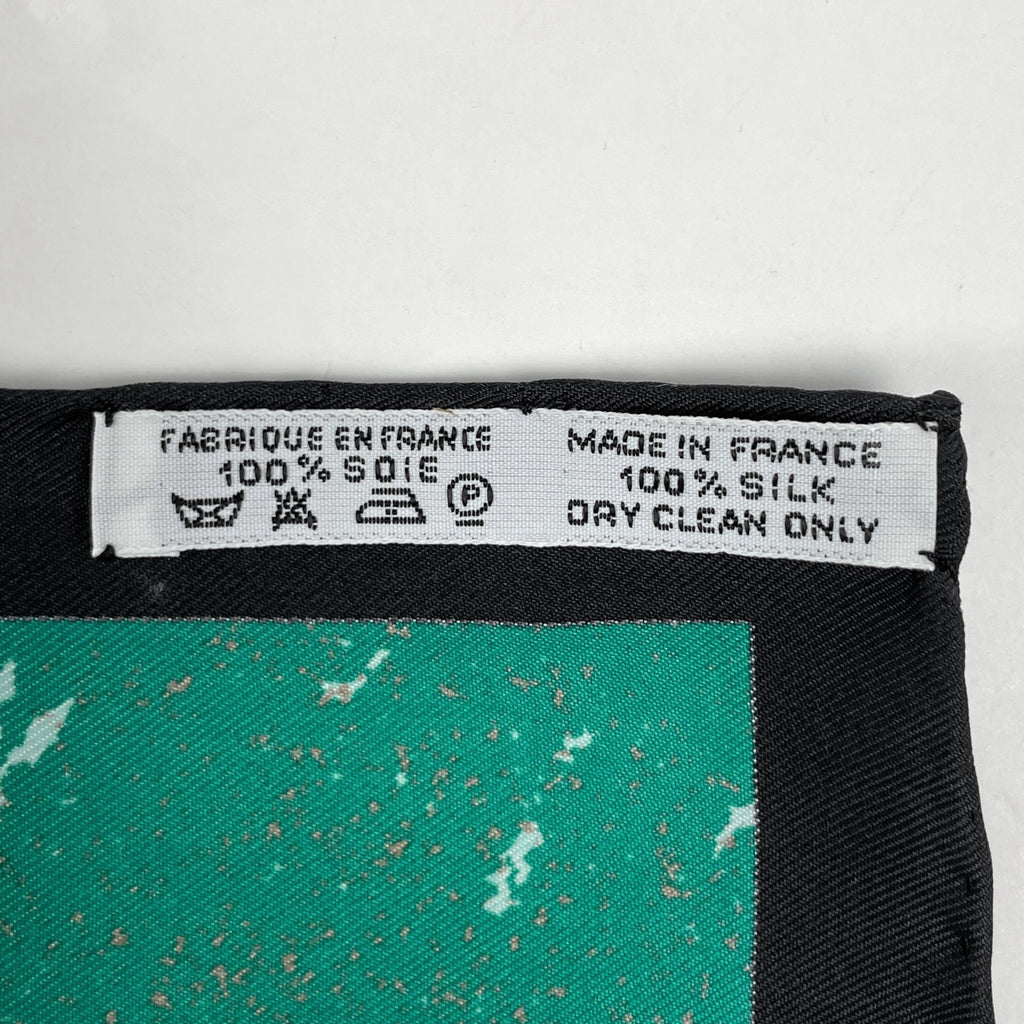 FABRIQUE EN FRANCE
100% SOIE
P
MADE IN FRANCE
100% SILK
DRY CLEAN ONLY